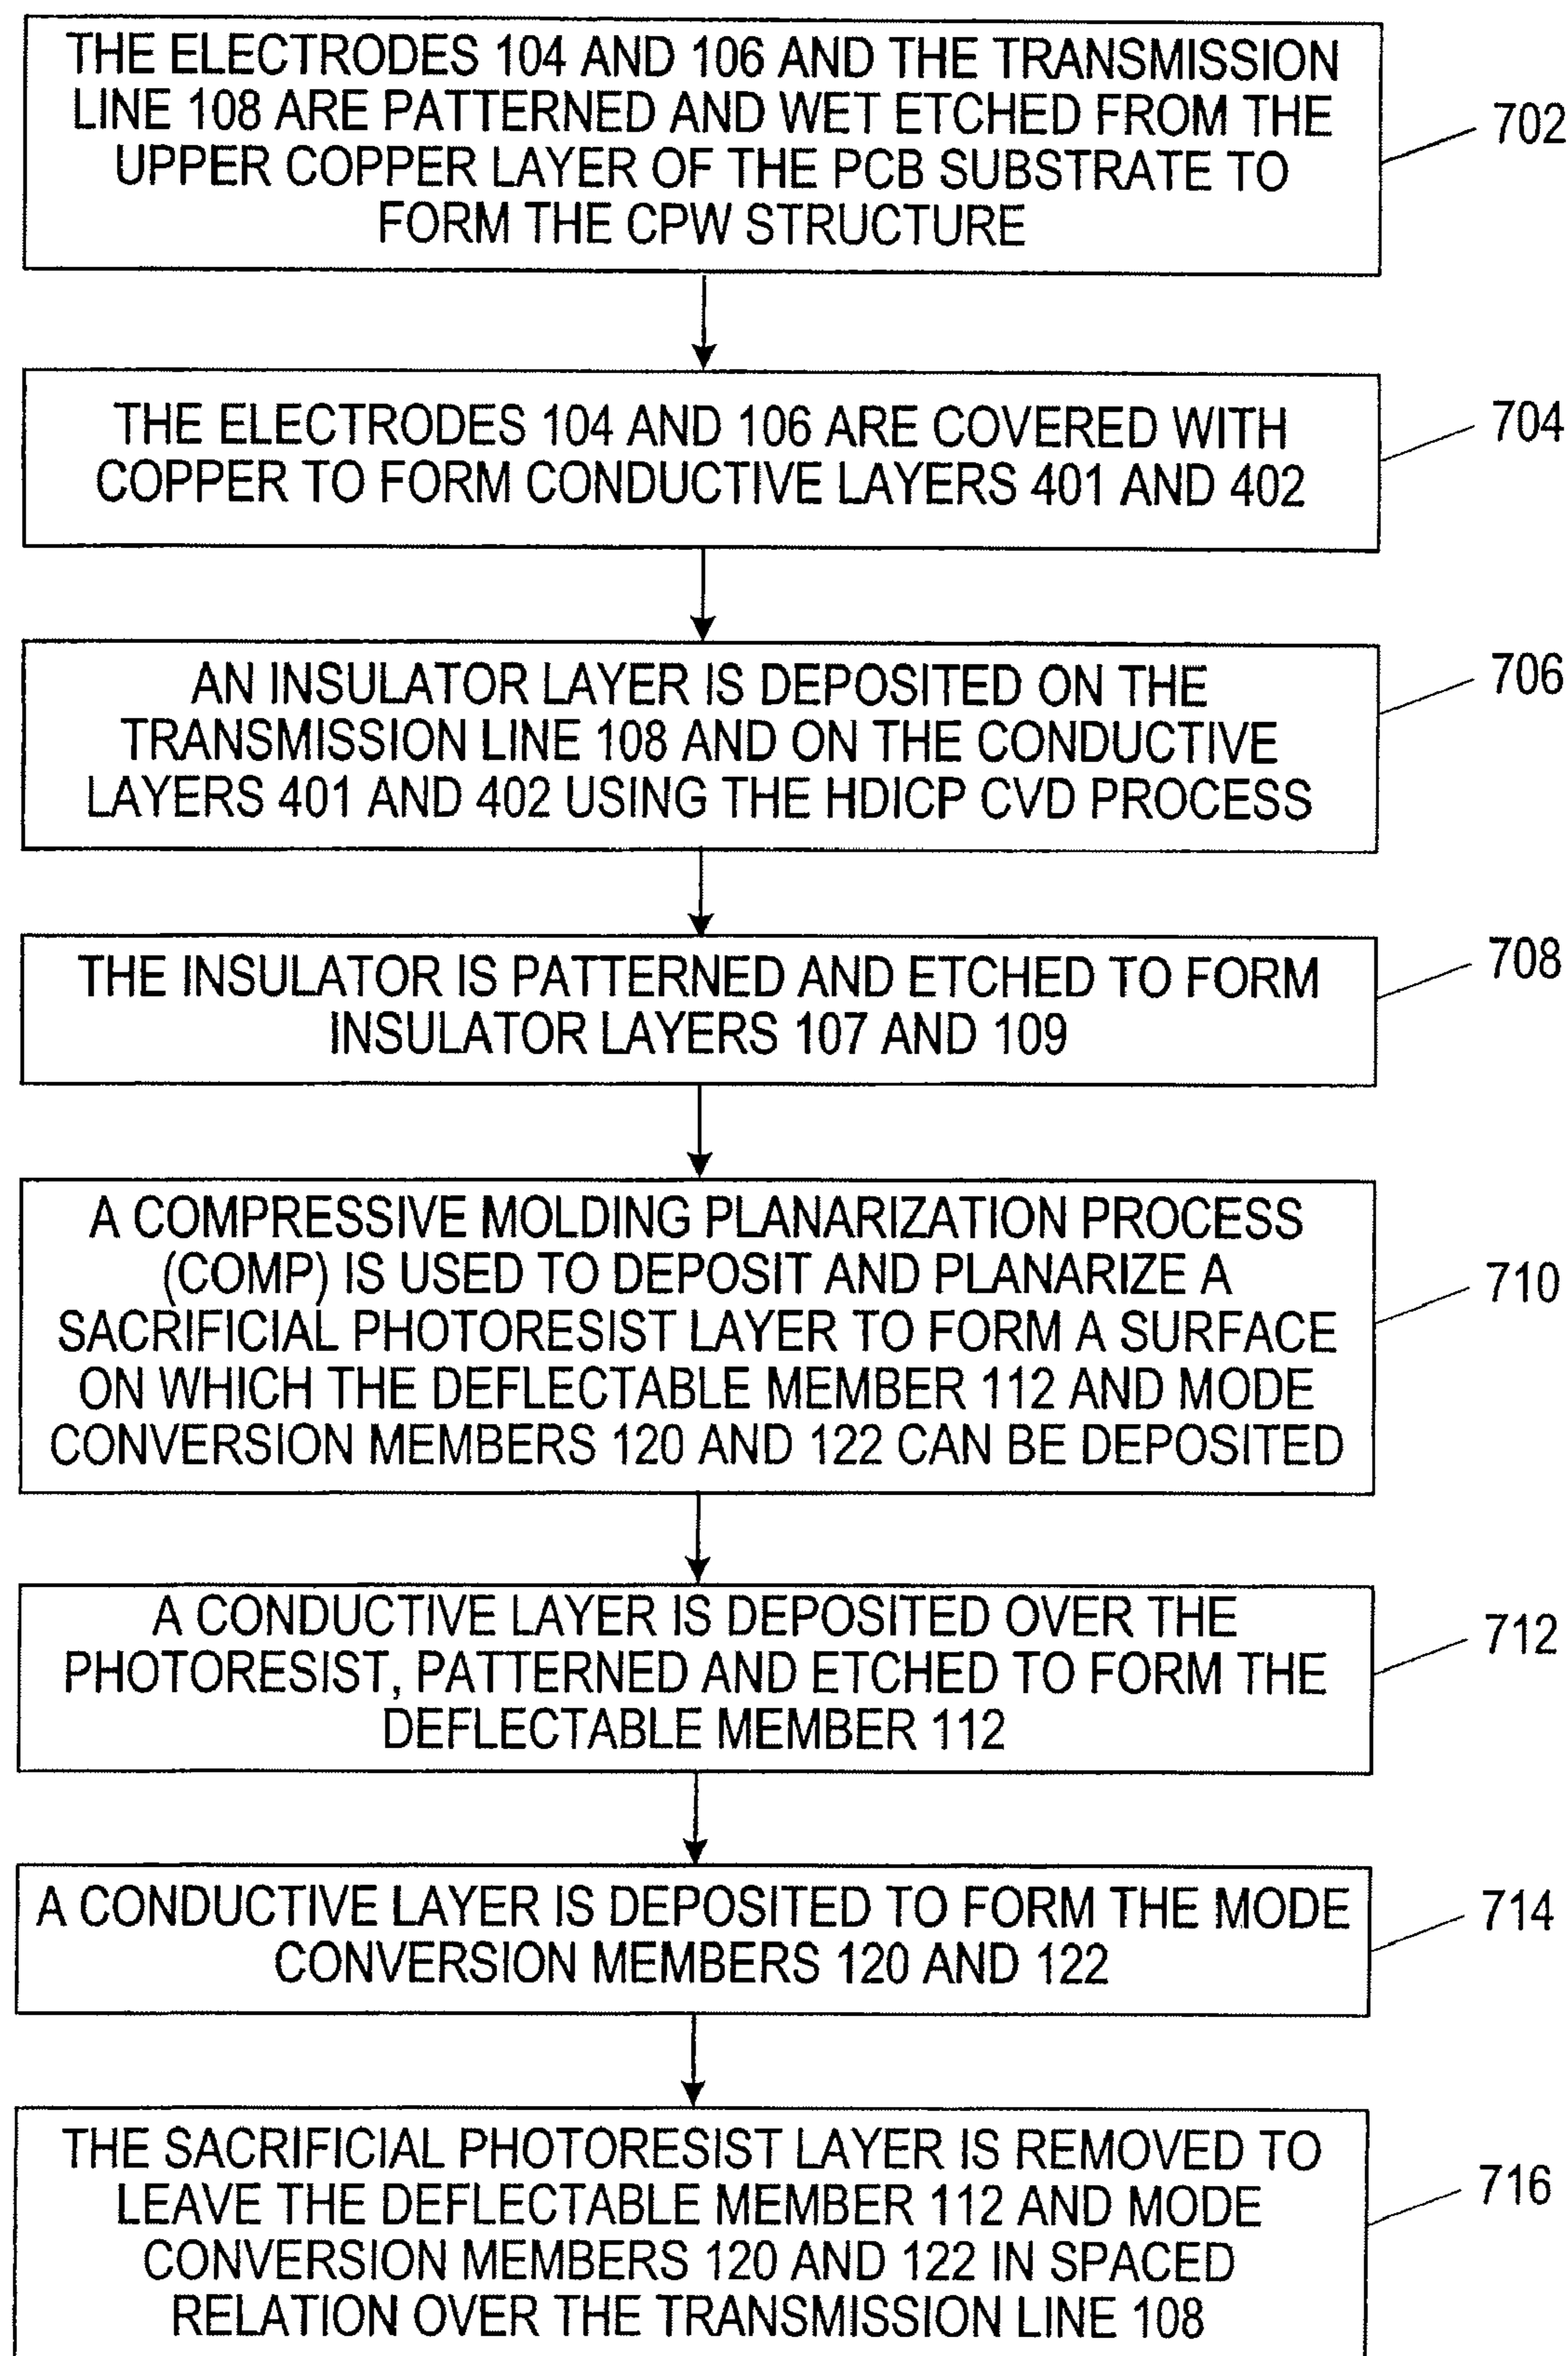 THE ELECTRODES 104 AND 106 AND THE TRANSMISSION
LINE 108 ARE PATTERNED AND WET ETCHED FROM THE
UPPER COPPER LAYER OF THE PCB SUBSTRATE TO
FORM THE CPW STRUCTURE
702
THE ELECTRODES 104 AND 106 ARE COVERED WITH
COPPER TO FORM CONDUCTIVE LAYERS 401 AND 402
704
AN INSULATOR LAYER IS DEPOSITED ON THE
TRANSMISSION LINE 108 AND ON THE CONDUCTIVE
LAYERS 401 AND 402 USING THE HDICP CVD PROCESS
706
THE INSULATOR IS PATTERNED AND ETCHED TO FORM
INSULATOR LAYERS 107 AND 109
708
A COMPRESSIVE MOLDING PLANARIZATION PROCESS
(COMP) IS USED TO DEPOSIT AND PLANARIZE A
SACRIFICIAL PHOTORESIST LAYER TO FORM A SURFACE
ON WHICH THE DEFLECTABLE MEMBER 112 AND MODE
CONVERSION MEMBERS 120 AND 122 CAN BE DEPOSITED
710
A CONDUCTIVE LAYER IS DEPOSITED OVER THE
PHOTORESIST, PATTERNED AND ETCHED TO FORM THE
DEFLECTABLE MEMBER 112
712
A CONDUCTIVE LAYER IS DEPOSITED TO FORM THE MODE
CONVERSION MEMBERS 120 AND 122
714
THE SACRIFICIAL PHOTORESIST LAYER IS REMOVED TO
LEAVE THE DEFLECTABLE MEMBER 112 AND MODE
CONVERSION MEMBERS 120 AND 122 IN SPACED
RELATION OVER THE TRANSMISSION LINE 108
716